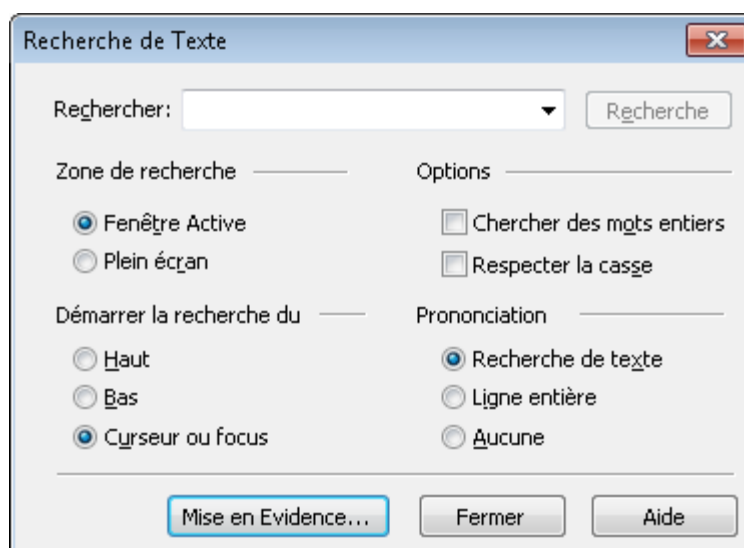 Recherche de Texte
Rechercher: Recherche
Zone de recherche Options
Fenêtre Active Chercher des mots entiers
Plein écran Respecter la casse
Démarrer la recherche du Prononciation
Haut Recherche de texte
Bas Ligne entière
Curseur ou focus Aucune
Mise en Evidence... Fermer Aide